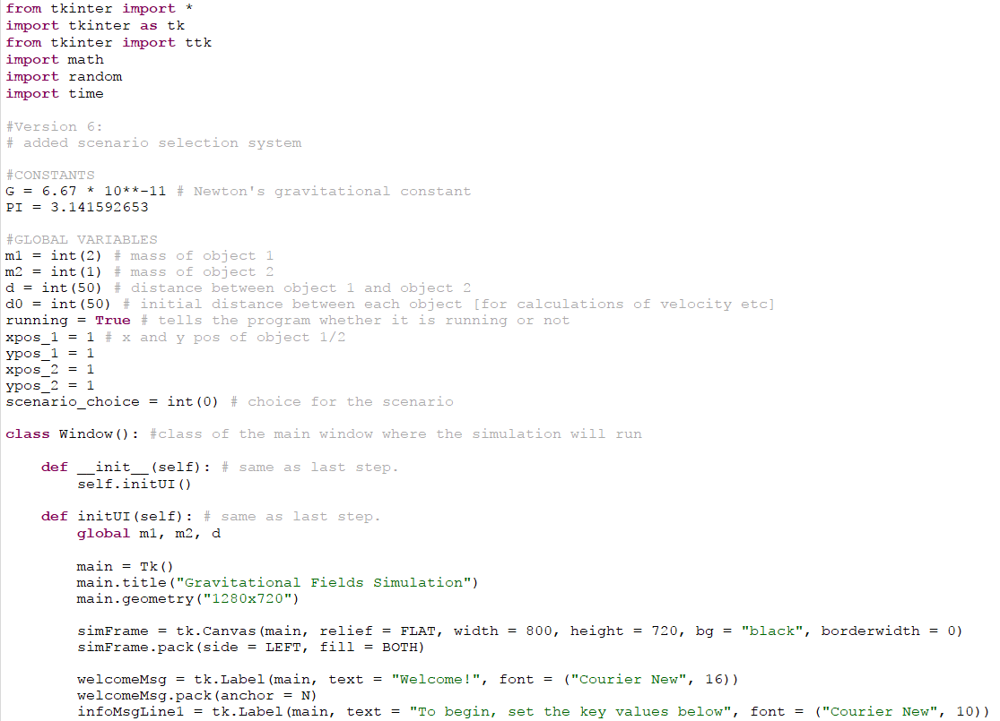 from tkinter import *
import tkinter as tk
from tkinter import ttk
import math
import random
import time
#Version 6:
# added scenario selection system
#CONSTANTS
G = 6.67 * 10**-11 # Newton's gravitational constant
PI = 3.141592653
#GLOBAL VARIABLES
m1 = int(2) # mass of object 1
m2 = int(1) # mass of object 2
d = int(50) # distance between object 1 and object 2
d0 = int(50) # initial distance between each object [for calculations of velocity etc]
running = True # tells the program whether it is running or not
xpos_1 = 1 # x and y pos of object 1/2
ypos_1 = 1
xpos_2 = 1
ypos_2 = 1
scenario_choice = int(0) # choice for the scenario
class Window(): #class of the main window where the simulation will run
    def __init__(self): # same as last step.
        self.initUI()
    def initUI(self): # same as last step.
        global m1, m2, d
        main = Tk()
        main.title("Gravitational Fields Simulation")
        main.geometry("1280x720")
        simFrame = tk.Canvas(main, relief = FLAT, width = 800, height = 720, bg = "black", borderwidth = 0)
        simFrame.pack(side = LEFT, fill = BOTH)
        welcomeMsg = tk.Label(main, text = "Welcome!", font = ("Courier New", 16))
        welcomeMsg.pack(anchor = N)
        infoMsgLine1 = tk.Label(main, text = "To begin, set the key values below", font = ("Courier New", 10))